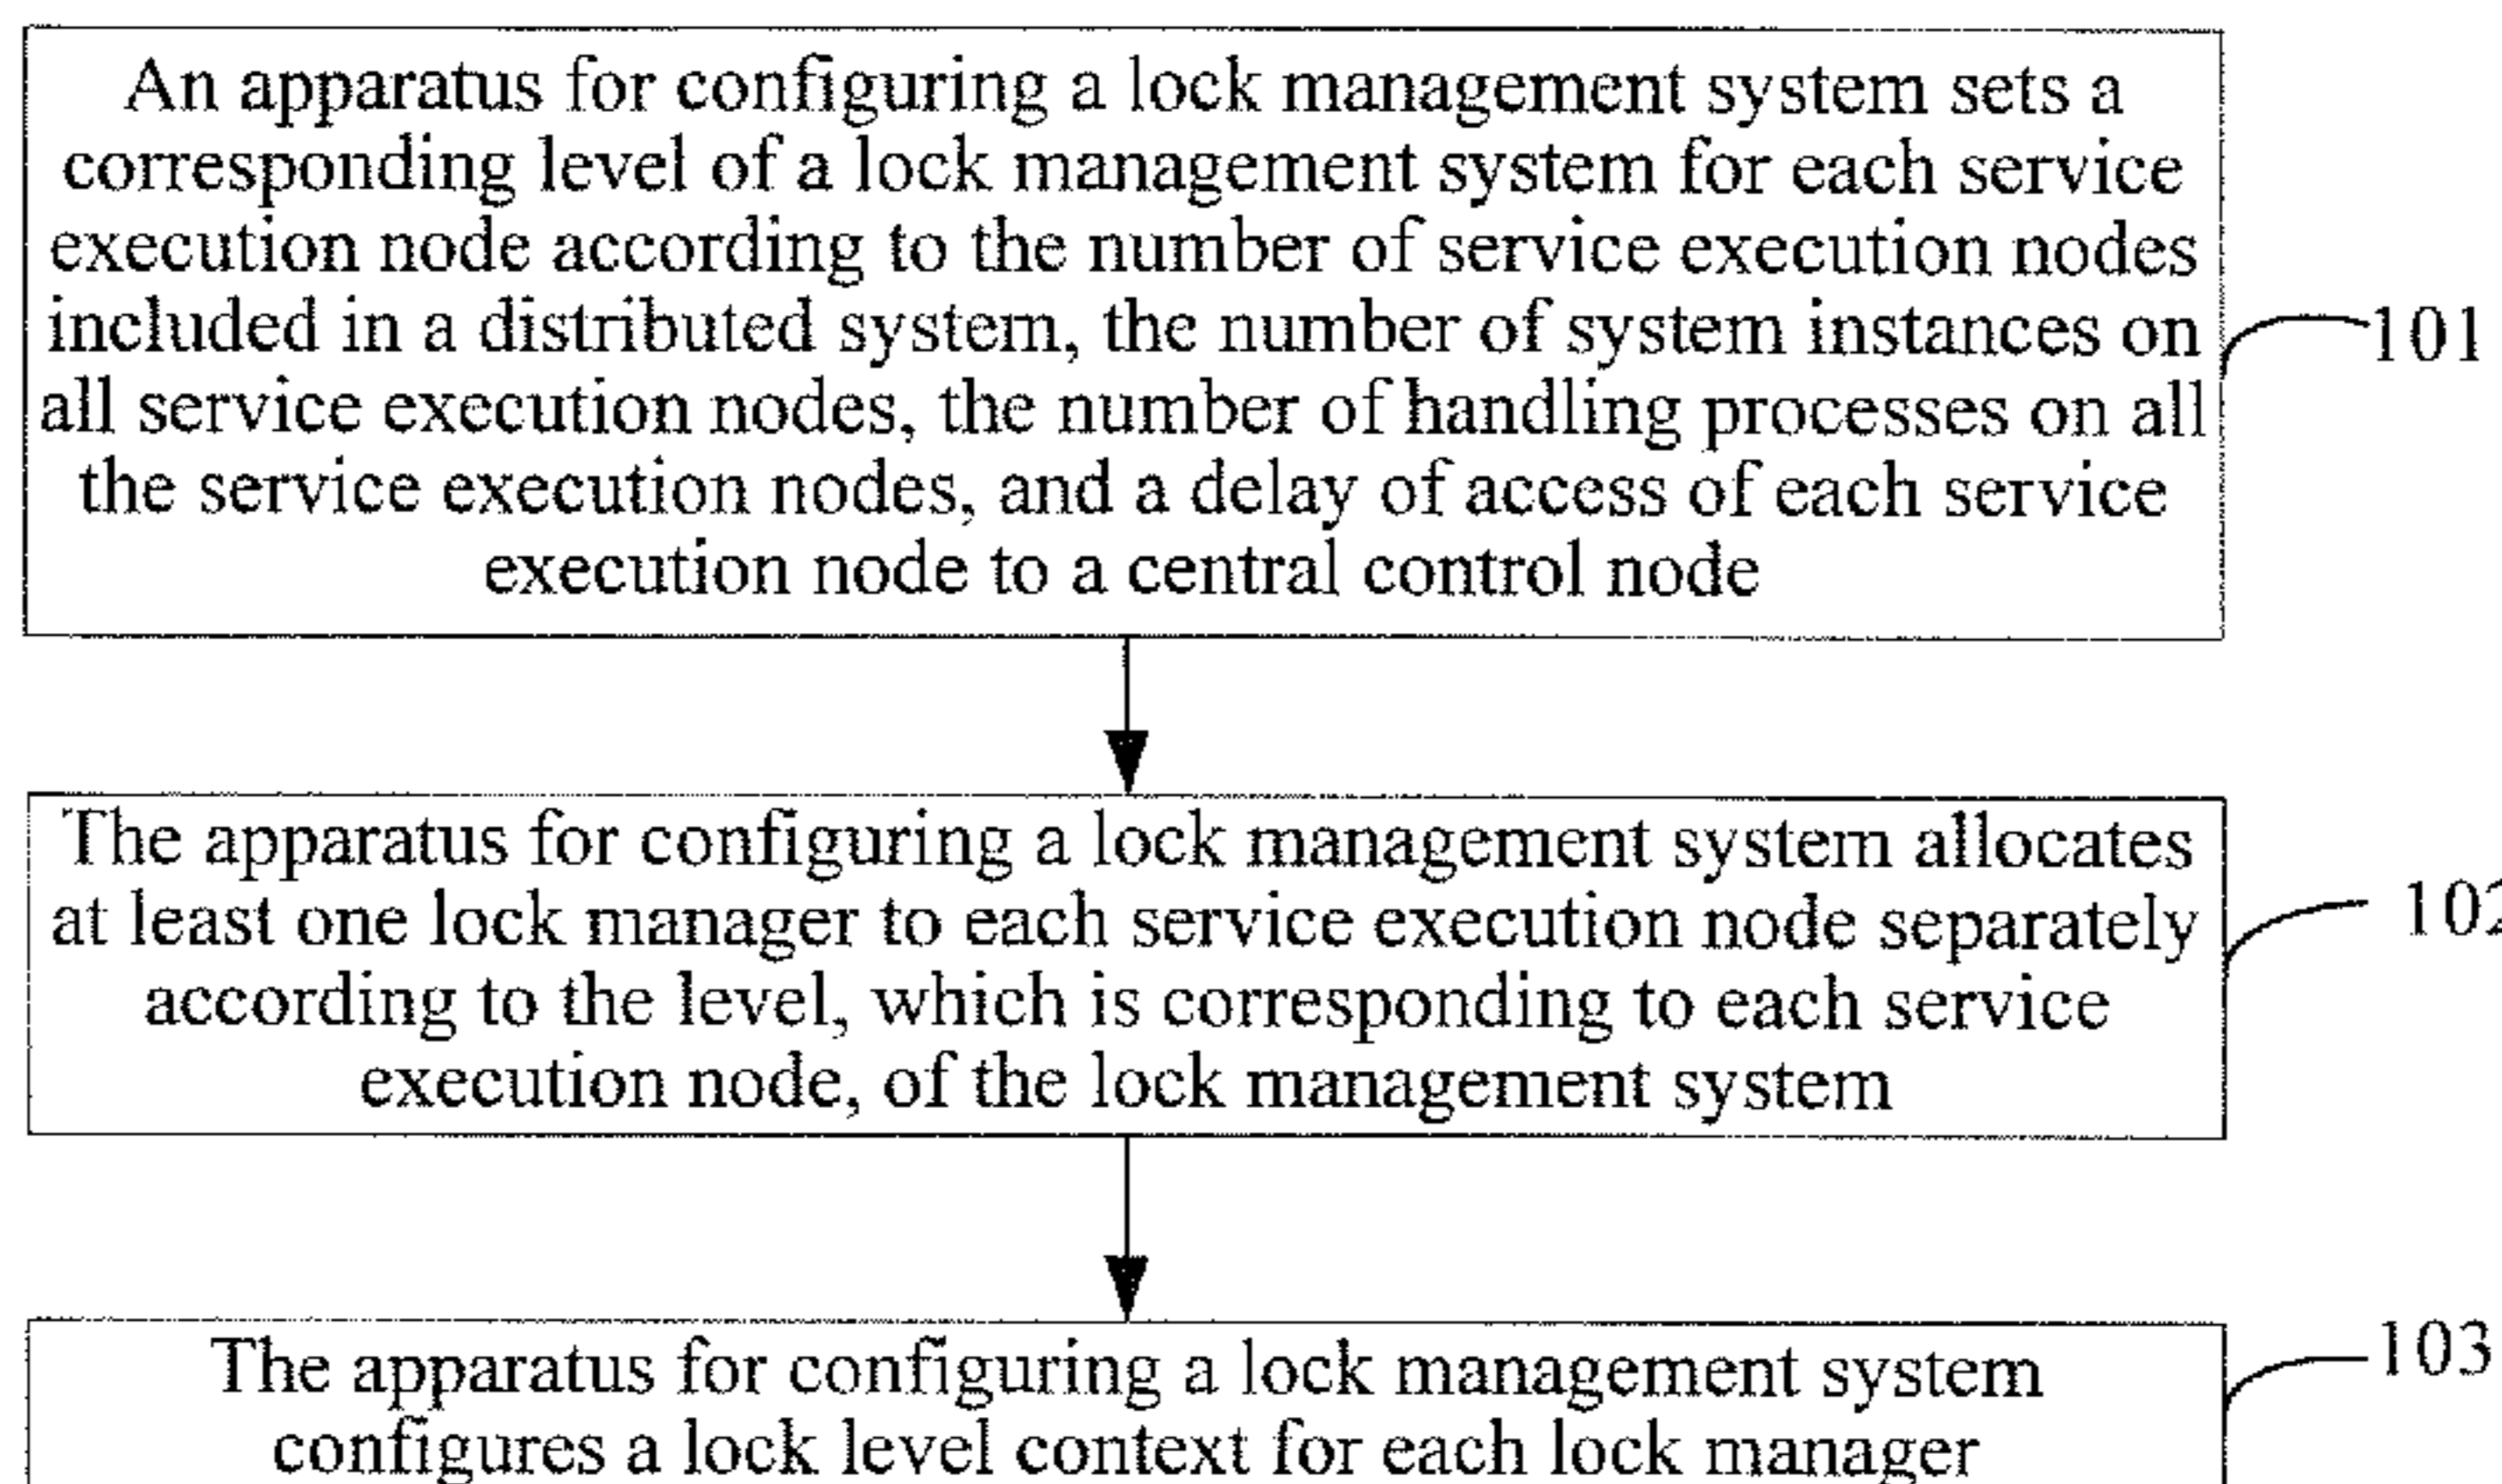 An apparatus for configuring a lock management system sets a
corresponding level of a lock management system for each service
execution node according to the number of service execution nodes
included in a distributed system, the number of system instances on
all service execution nodes, the number of handling processes on all
the service execution nodes, and a delay of access of each service
execution node to a central control node
101
The apparatus for configuring a lock management system allocates
at least one lock manager to each service execution node separately
according to the level, which is corresponding to each service
execution node, of the lock management system
102
The apparatus for configuring a lock management system
configures a lock level context for each lock manager
103